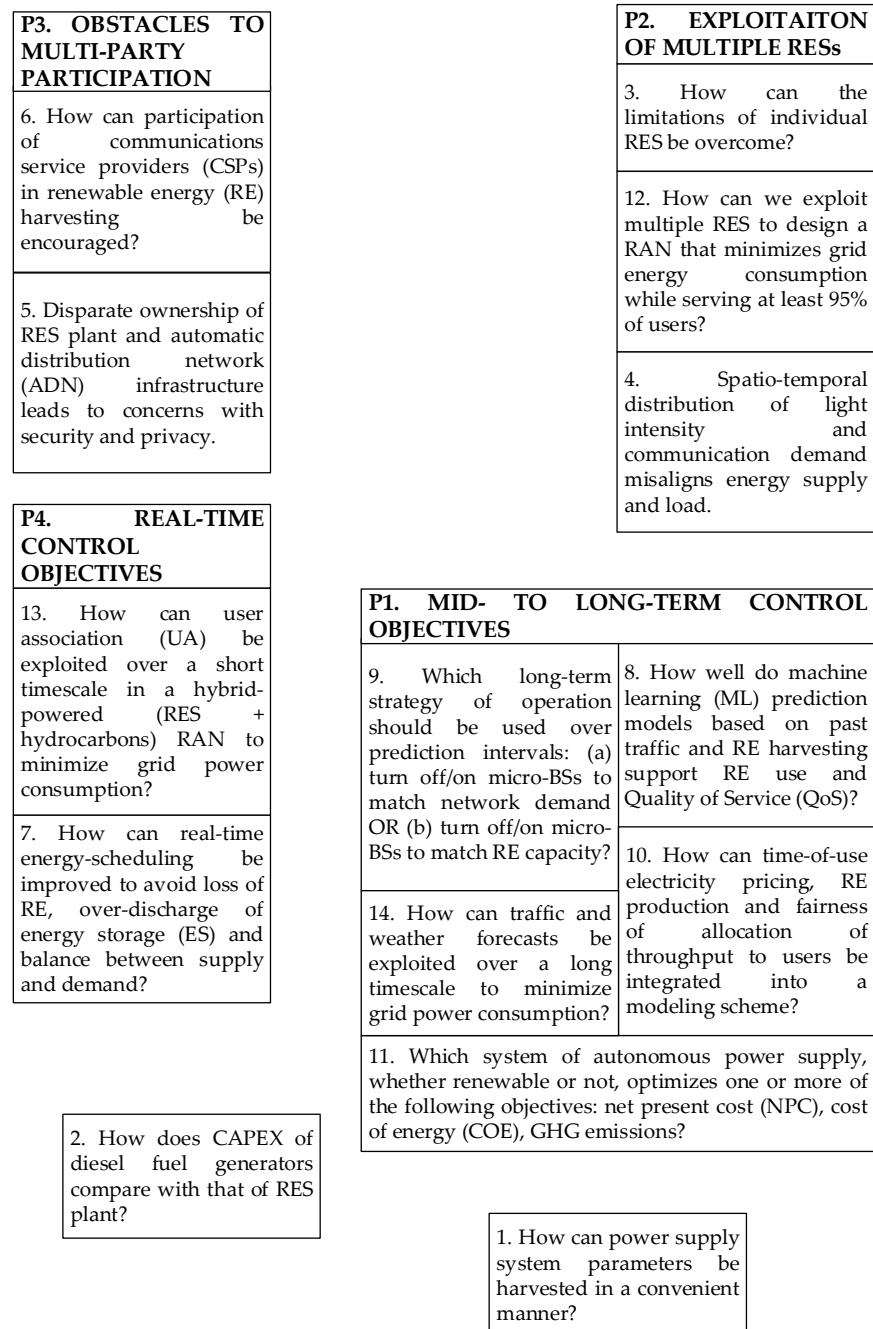 P3. OBSTACLES TO
MULTI-PARTY
PARTICIPATION
6. How can participation
of communications
service providers (CSPs)
in renewable energy (RE)
harvesting be
encouraged?
5. Disparate ownership of
RES plant and automatic
distribution network
(ADN) infrastructure
leads to concerns with
security and privacy.
P2. EXPLOITAITON
OF MULTIPLE RESs
3. How can the
limitations of individual
RES be overcome?
12. How can we exploit
multiple RES to design a
RAN that minimizes grid
energy consumption
while serving at least 95%
of users?
4. Spatio-temporal
distribution of light
intensity and
communication demand
misaligns energy supply
and load.
P4. REAL-TIME
CONTROL
OBJECTIVES
13. How can user
association (UA) be
exploited over a short
timescale in a hybrid-
powered (RES +
hydrocarbons) RAN to
minimize grid power
consumption?
7. How can real-time
energy-scheduling be
improved to avoid loss of
RE, over-discharge of
energy storage (ES) and
balance between supply
and demand?
P1. MID- TO LONG-TERM CONTROL
OBJECTIVES
9. Which long-term
strategy of operation
should be used over
prediction intervals: (a)
turn off/on micro-BSs to
match network demand
OR (b) turn off/on micro-
BSs to match RE capacity?
8. How well do machine
learning (ML) prediction
models based on past
traffic and RE harvesting
support RE use and
Quality of Service (QoS)?
14. How can traffic and
weather forecasts be
exploited over a long
timescale to minimize
grid power consumption?
10. How can time-of-use
electricity pricing, RE
production and fairness
of allocation of
throughput to users be
integrated into a
modeling scheme?
11. Which system of autonomous power supply,
whether renewable or not, optimizes one or more of
the following objectives: net present cost (NPC), cost
of energy (COE), GHG emissions?
2. How does CAPEX of
diesel fuel generators
compare with that of RES
plant?
1. How can power supply
system parameters be
harvested in a convenient
manner?